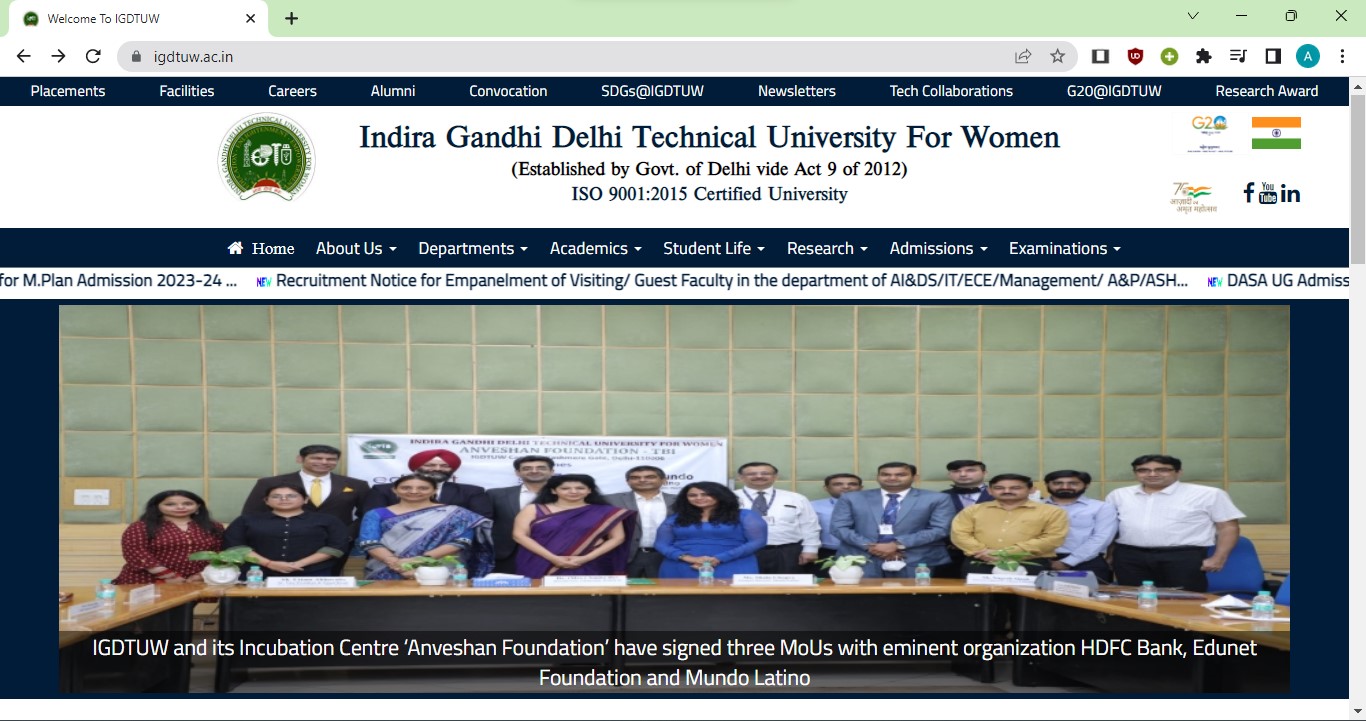 Welcome To IGDTUW
igdtuw.ac.in
A
Placements Facilities Careers Alumni Convocation SDGs@IGDTUW Newsletters Tech Collaborations G20@IGDTUW Research Award
Indira Gandhi Delhi Technical University For Women
(Established by Govt. of Delhi vide Act 9 of 2012)
ISO 9001:2015 Certified University
G20
You
Tube
Home About Us Departments Academics Student Life Research Admissions Examinations
for M.Plan Admission 2023-24 ... NEW Recruitment Notice for Empanelment of Visiting/ Guest Faculty in the department of AI&DS/IT/ECE/Management/ A&P/ASH... NEW DASA UG Admiss
INDIRA GANDHI DELHI TECHNICAL UNIVERSITY FOR WOMEN
ANVESHAN FOUNDATION - TBI
IGDTUW and its Incubation Centre ‘Anveshan Foundation’ have signed three MoUs with eminent organization HDFC Bank, Edunet
Foundation and Mundo Latino